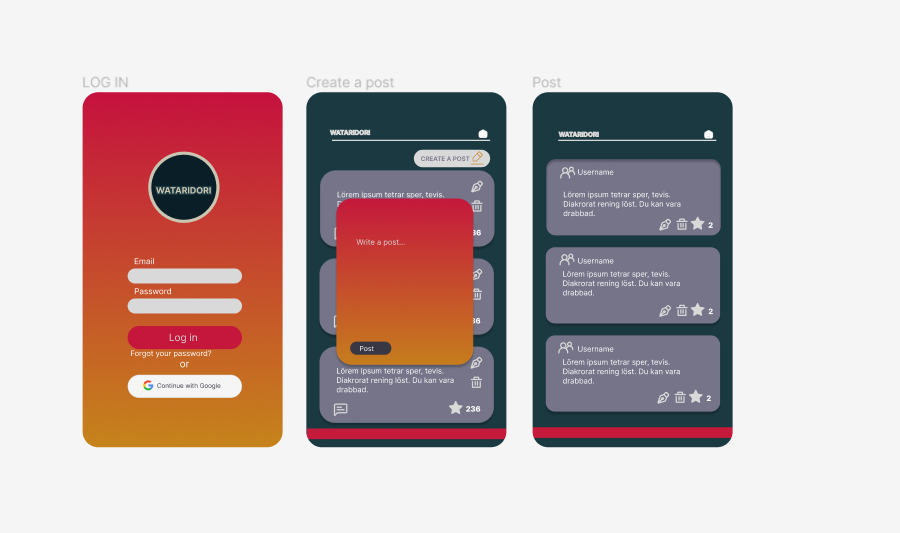 LOG IN
WATARIDORI
Email
Password
Log in
Forgot your password?
or
Continue with Google
Create a post
WATARIDORI
CREATE A POST
Lörem ipsum tetrar sper, tevis.
Write a post...
36
36
Post
Lörem ipsum tetrar sper, tevis.
Diakrorat rening löst. Du kan vara
drabbad.
236
Post
WATARIDORI
Username
Lörem ipsum tetrar sper, tevis.
Diakrorat rening löst. Du kan vara
drabbad.
2
Username
Lörem ipsum tetrar sper, tevis.
Diakrorat rening löst. Du kan vara
drabbad.
2
Username
Lörem ipsum tetrar sper, tevis.
Diakrorat rening löst. Du kan vara
drabbad.
2